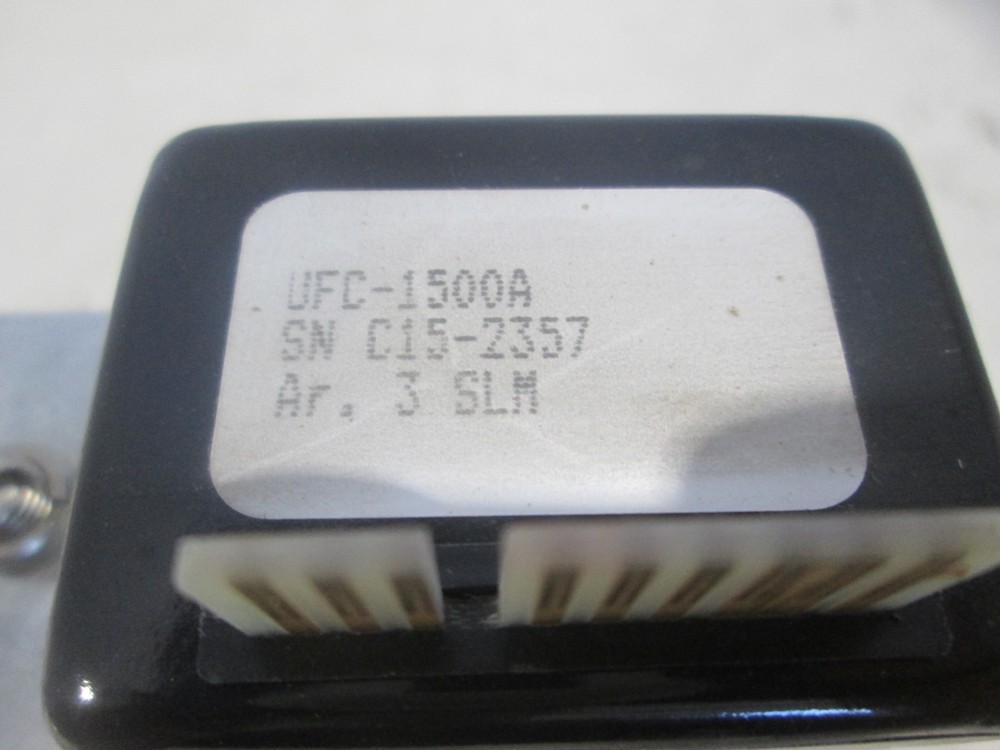 UFC-1500A
SN C15-2357
Ar. 3 SLM